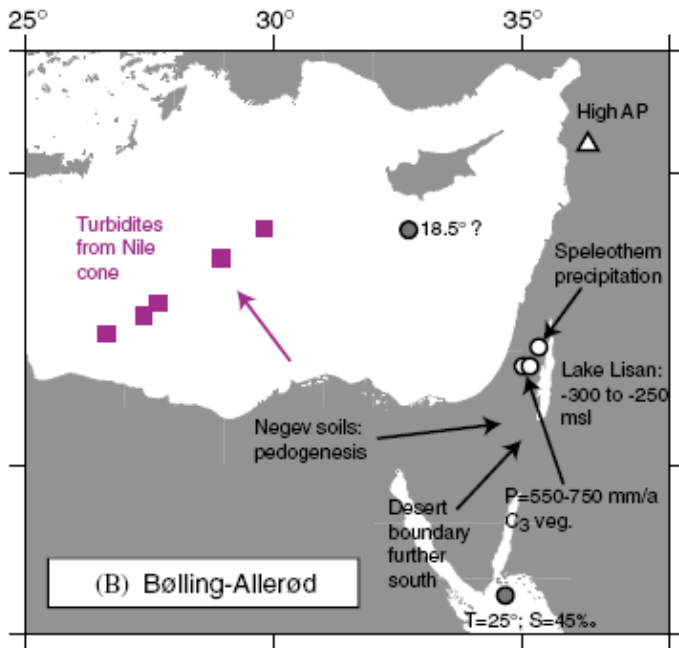 25°
30°
35°
High AP
Turbidites
from Nile
cone
18.5° ?
Speleothem
precipitation
Lake Lisan:
-300 to -250
msl
Negev soils:
pedogenesis
P=550-750 mm/a
C₃ veg.
Desert
boundary
further
south
(B) Bølling-Allerød
T=25°; S=45‰